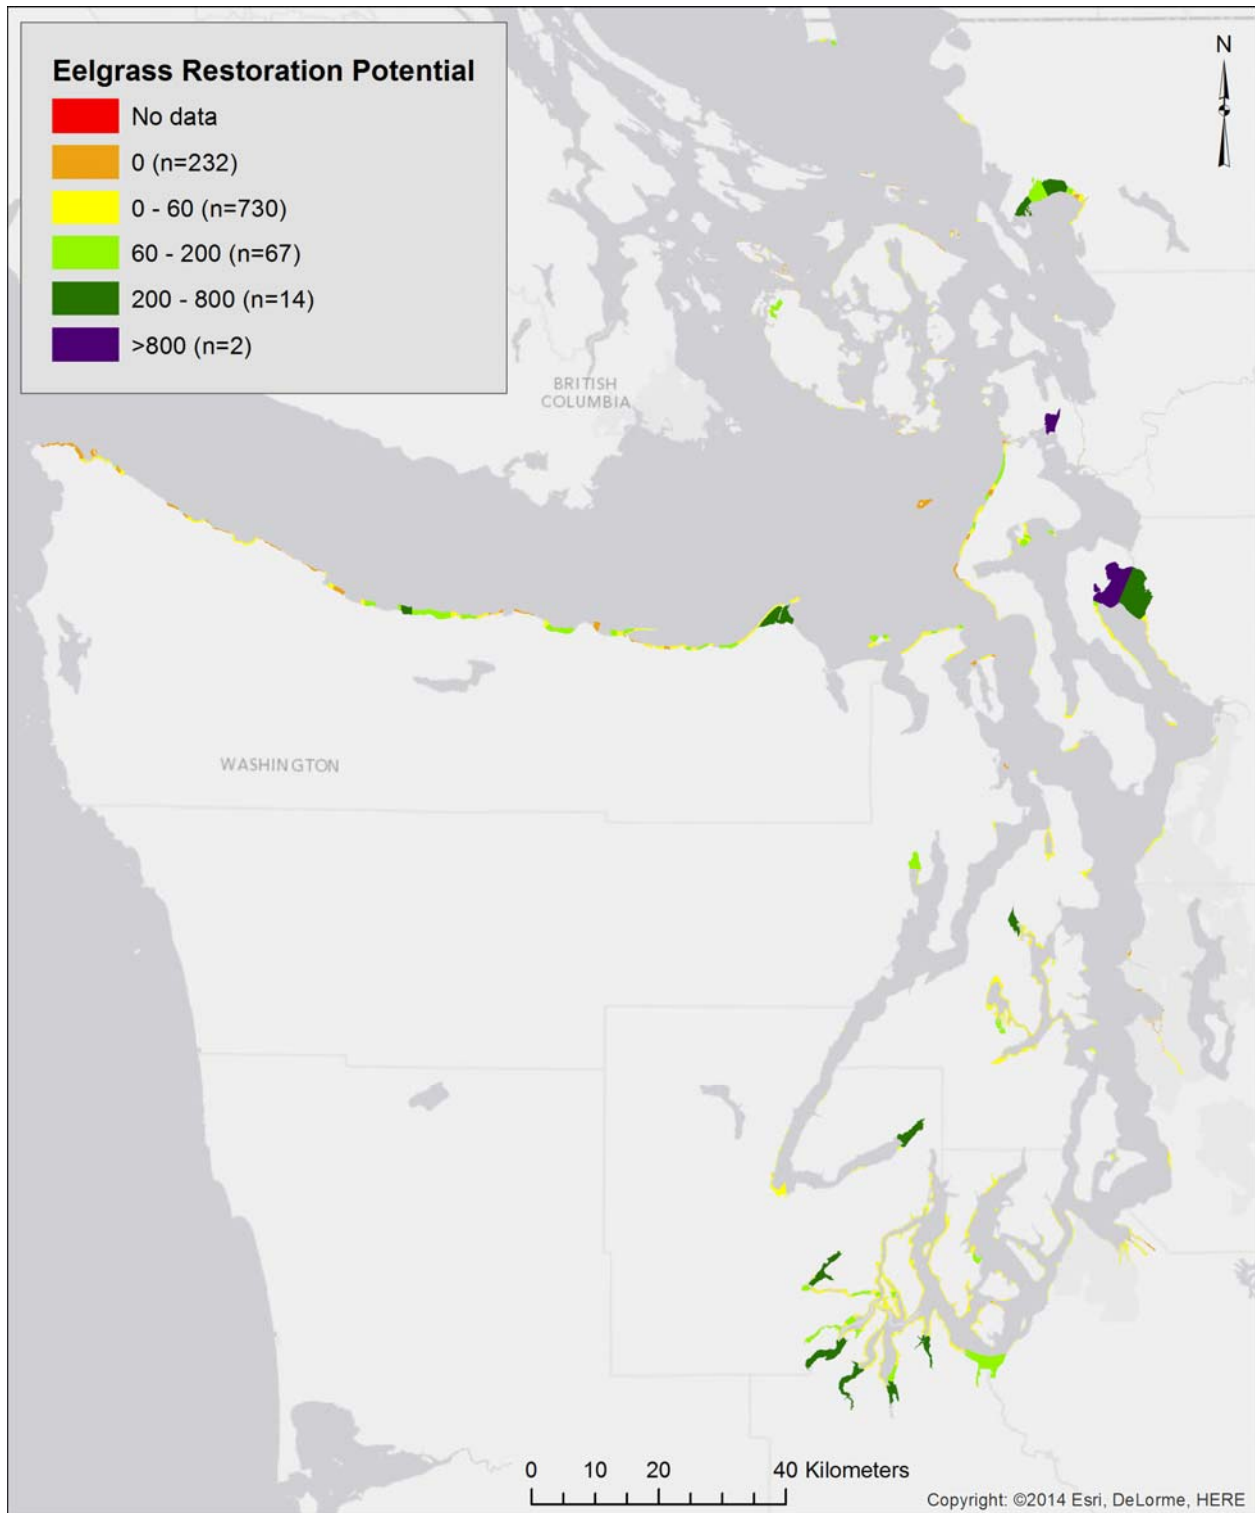 Eelgrass Restoration Potential
No data
0 (n=232)
0 - 60 (n=730)
60 - 200 (n=67)
200 - 800 (n=14)
>800 (n=2)
N
BRITISH
COLUMBIA
WASHINGTON
0 10 20 40 Kilometers
Copyright: ©2014 Esri, DeLorme, HERE